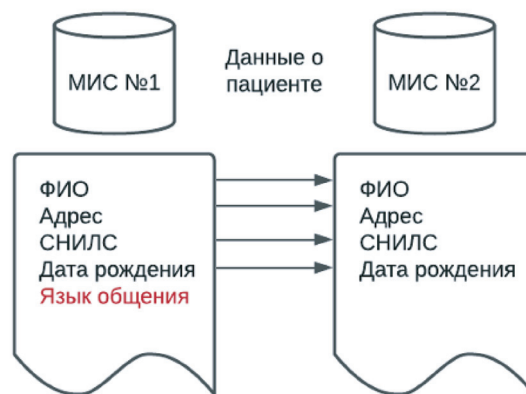 МИС №1
Данные о
пациенте
МИС №2
ФИО
Адрес
СНИЛС
Дата рождения
Язык общения
ФИО
Адрес
СНИЛС
Дата рождения